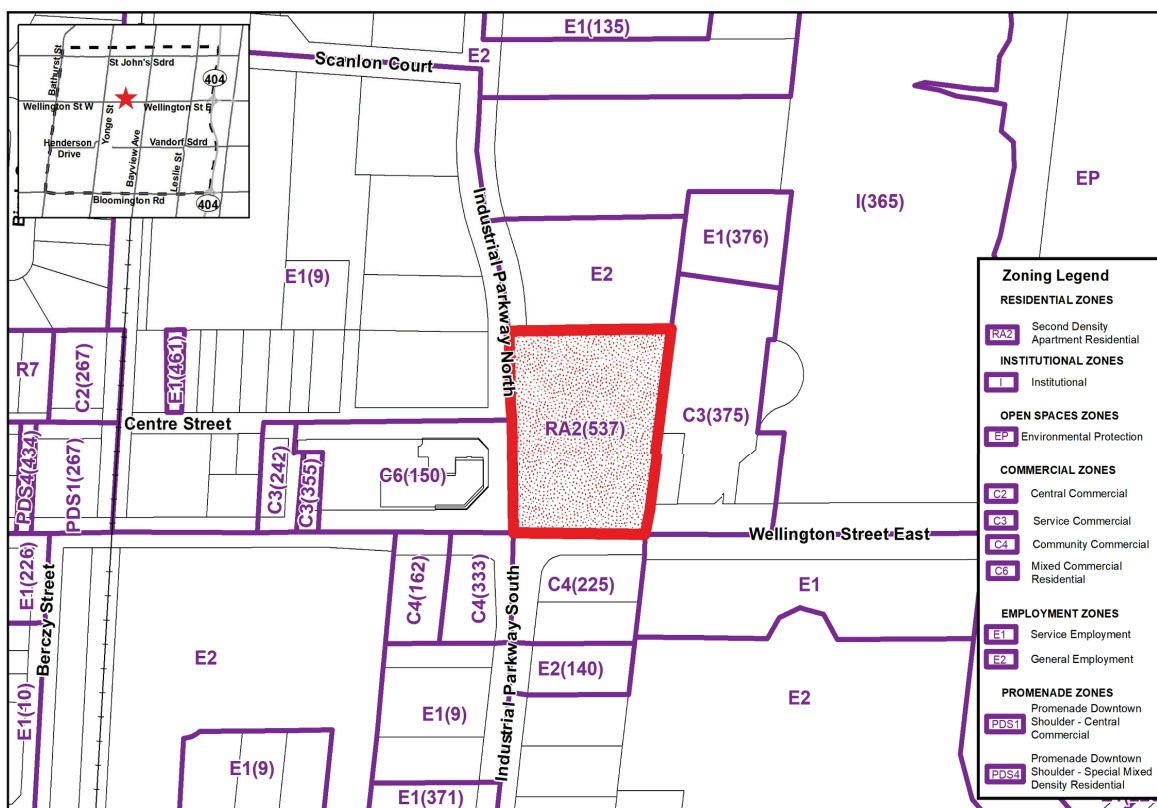 St John's Sdrd
Bathurst St
404
Wellington St W
Wellington St E
Yonge St
Henderson
Drive
Vandorf Sdrd
Bayview Ave
Leslie St
Bloomington Rd
404
E1(135)
Scanlon Court
E2
EP
I(365)
Industrial Parkway North
E1(376)
E1(9)
E2
R7
C2(267)
E1(461)
Centre Street
RA2(537)
C3(375)
PDS4(434)
PDS1(267)
C3(242)
C3(355)
C6(150)
Wellington Street East
E1(226)
Berczy Street
C4(162)
C4(333)
Industrial Parkway South
C4(225)
E1
E2
E2(140)
E2
E1(10)
E1(9)
E1(9)
E1(371)
Zoning Legend
RESIDENTIAL ZONES
RA2 Second Density
Apartment Residential
INSTITUTIONAL ZONES
I Institutional
OPEN SPACES ZONES
EP Environmental Protection
COMMERCIAL ZONES
C2 Central Commercial
C3 Service Commercial
C4 Community Commercial
C6 Mixed Commercial
Residential
EMPLOYMENT ZONES
E1 Service Employment
E2 General Employment
PROMENADE ZONES
PDS1 Promenade Downtown
Shoulder - Central
Commercial
PDS4 Promenade Downtown
Shoulder - Special Mixed
Density Residential